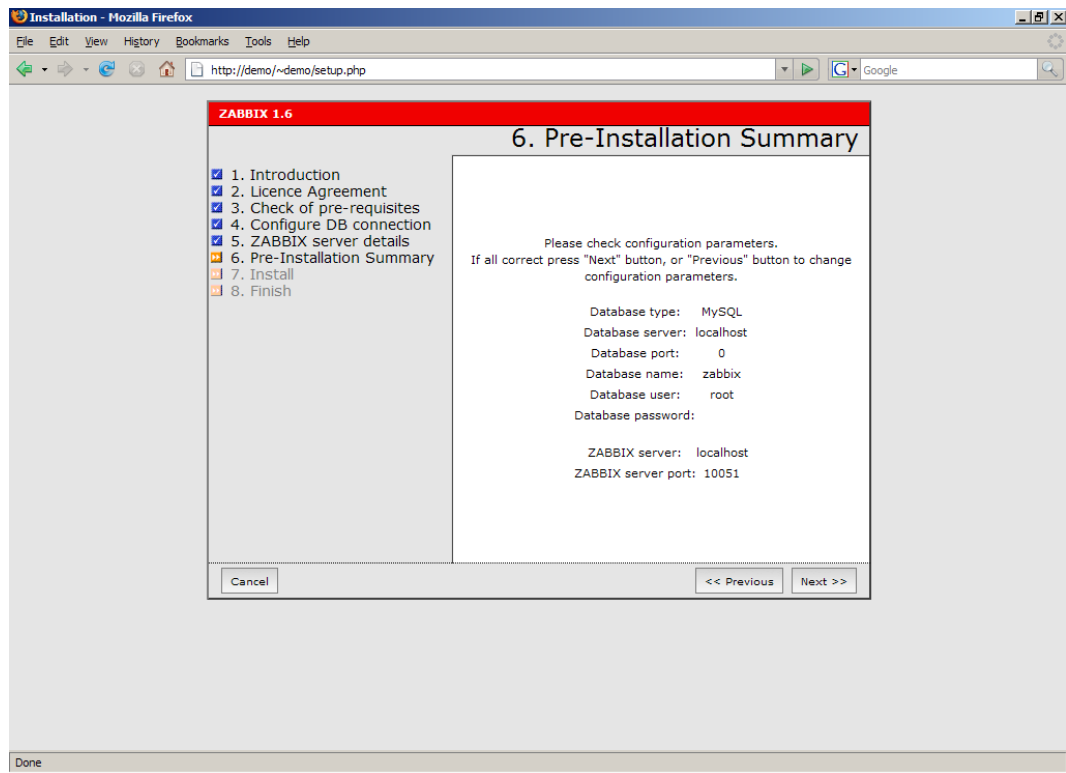 Installation - Mozilla Firefox
File Edit View History Bookmarks Tools Help
http://demo/~demo/setup.php
G Google
ZABBIX 1.6
6. Pre-Installation Summary
1. Introduction
2. Licence Agreement
3. Check of pre-requisites
4. Configure DB connection
5. ZABBIX server details
6. Pre-Installation Summary
7. Install
8. Finish
Please check configuration parameters.
If all correct press "Next" button, or "Previous" button to change
configuration parameters.
Database type: MySQL
Database server: localhost
Database port: 0
Database name: zabbix
Database user: root
Database password:
ZABBIX server: localhost
ZABBIX server port: 10051
Cancel << Previous Next >>
Done